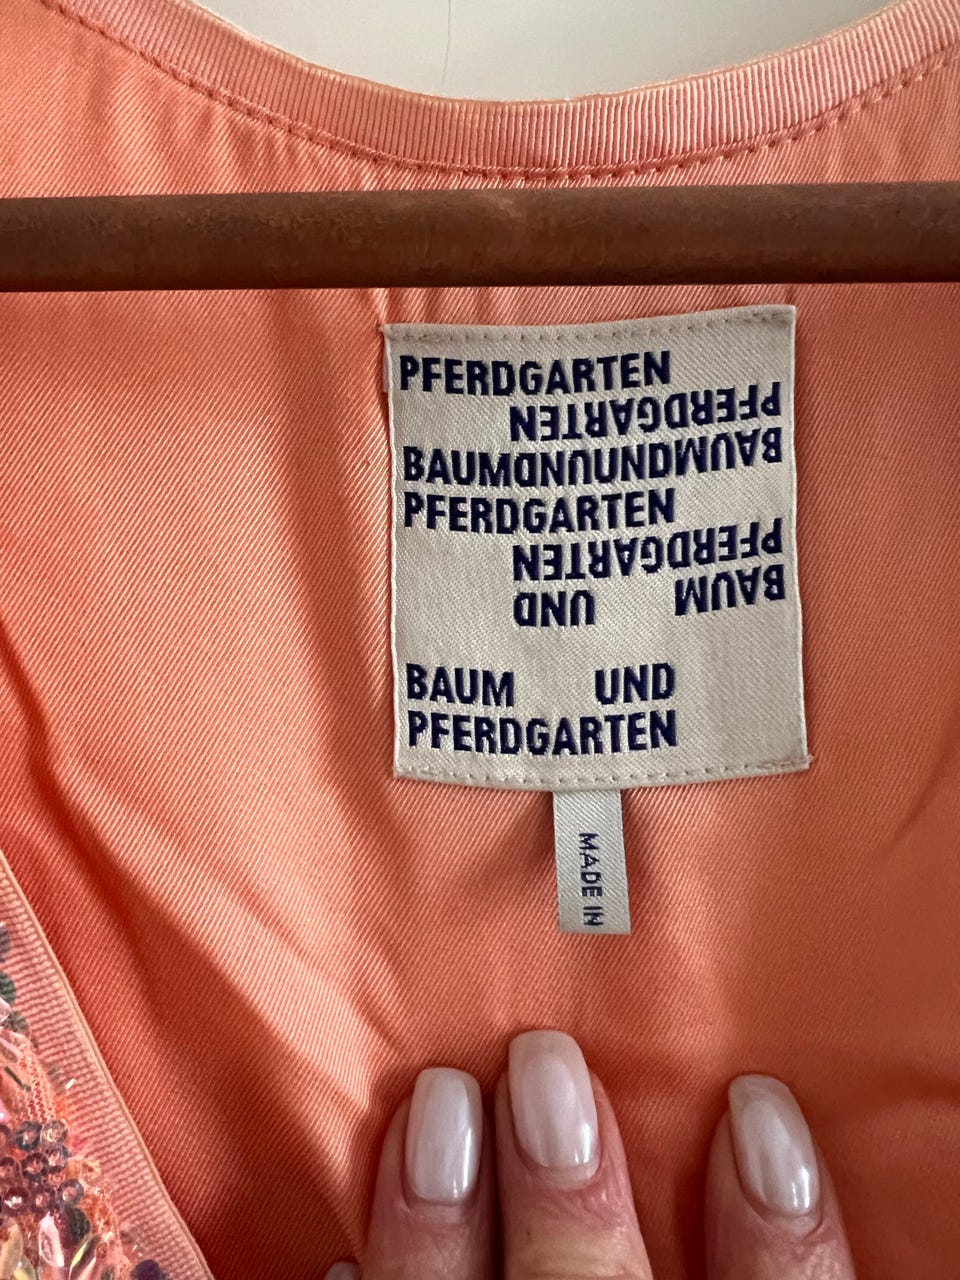 PFERDGARTEN
PFERDGARTEN
BAUMUNDUNDBAUM
PFERDGARTEN
PFERDGARTEN
UND BAUM
BAUM UND
PFERDGARTEN
MADE IN